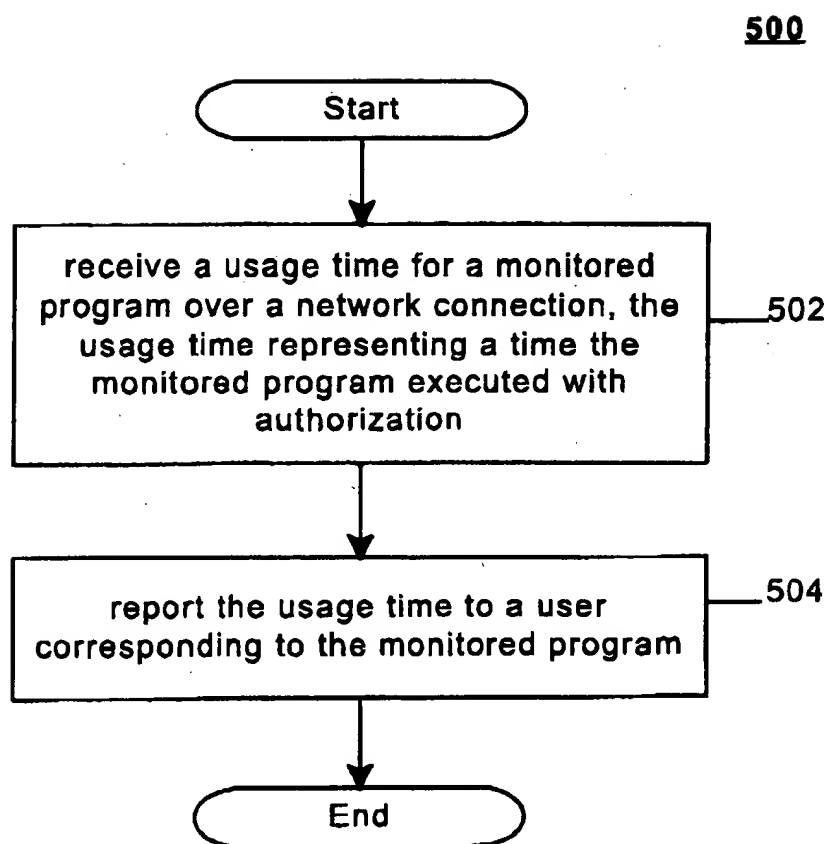 500
Start
receive a usage time for a monitored
program over a network connection, the
usage time representing a time the
monitored program executed with
authorization
502
report the usage time to a user
corresponding to the monitored program
504
End